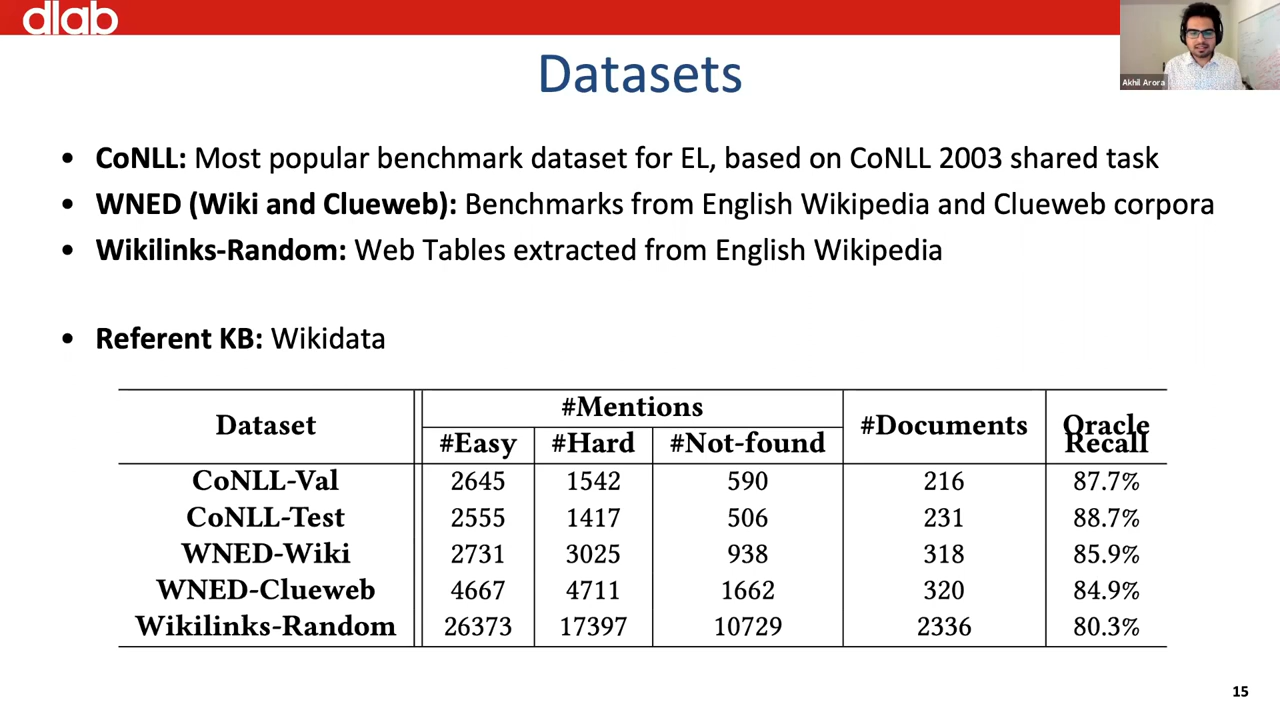 dlab
Akhil Arora
Datasets
• CoNLL: Most popular benchmark dataset for EL, based on CoNLL 2003 shared task
• WNED (Wiki and Clueweb): Benchmarks from English Wikipedia and Clueweb corpora
• Wikilinks-Random: Web Tables extracted from English Wikipedia
• Referent KB: Wikidata
Dataset #Mentions #Documents Oracle Recall
#Easy #Hard #Not-found
CoNLL-Val 2645 1542 590 216 87.7%
CoNLL-Test 2555 1417 506 231 88.7%
WNED-Wiki 2731 3025 938 318 85.9%
WNED-Clueweb 4667 4711 1662 320 84.9%
Wikilinks-Random 26373 17397 10729 2336 80.3%
15